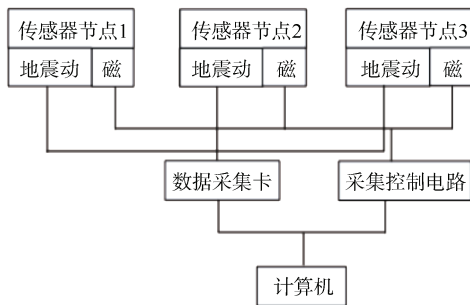 传感器节点1 传感器节点2 传感器节点3
地震动 磁 地震动 磁 地震动 磁
数据采集卡 采集控制电路
计算机